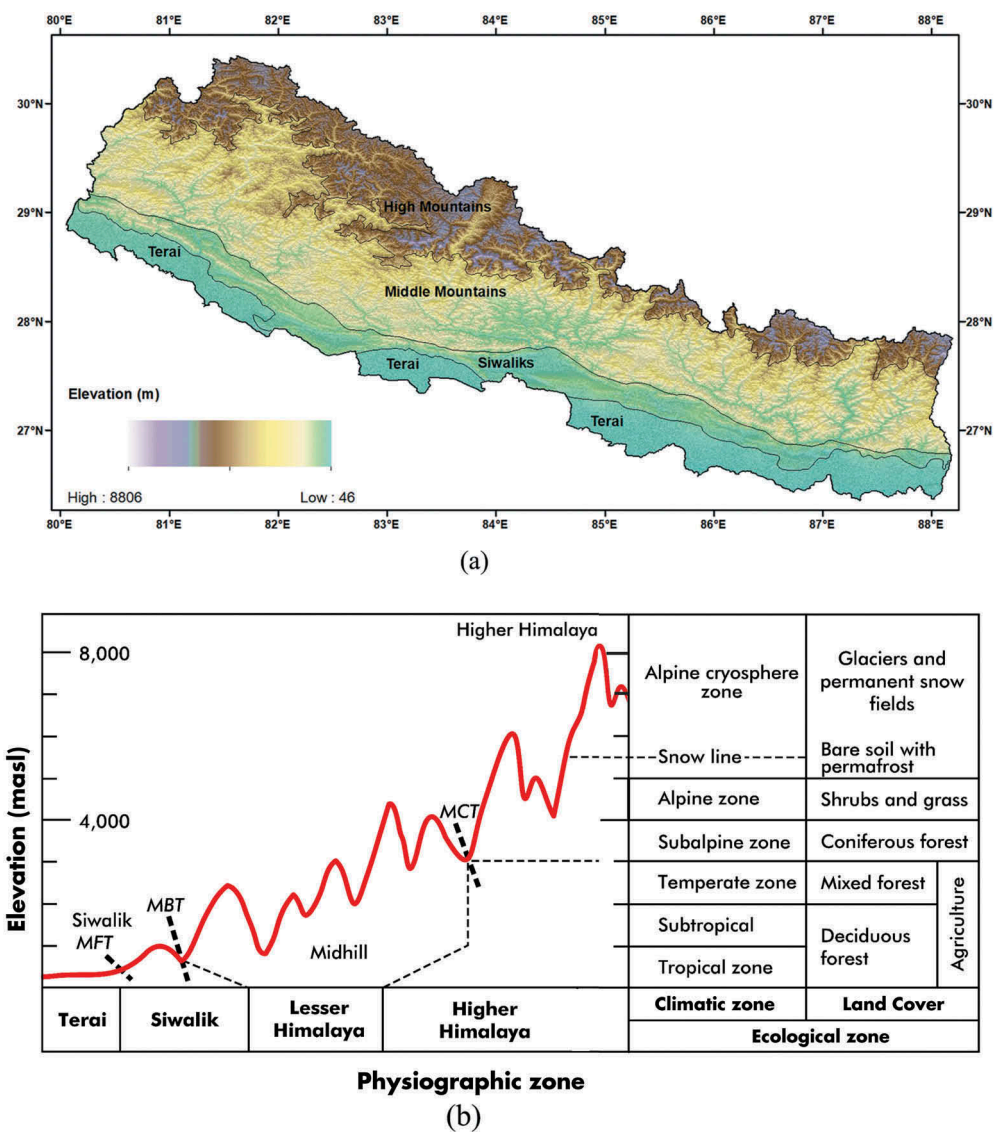 80°E 81°E 82°E 83°E 84°E 85°E 86°E 87°E 88°E
30°N 30°N
29°N 29°N
28°N 28°N
27°N 27°N
High Mountains
Terai
Middle Mountains
Terai Siwaliks
Terai
Elevation (m)
High : 8806 Low : 46
80°E 81°E 82°E 83°E 84°E 85°E 86°E 87°E 88°E
(a)
Elevation (masl)
8,000
4,000
Higher Himalaya
MCT
MBT
Siwalik
MFT
Midhill
Alpine cryosphere
zone
Glaciers and
permanent snow
fields
Snow line
Bare soil with
permafrost
Alpine zone
Shrubs and grass
Subalpine zone
Coniferous forest
Temperate zone
Mixed forest
Subtropical
Deciduous
forest
Tropical zone
Agriculture
Terai
Siwalik
Lesser
Himalaya
Higher
Himalaya
Climatic zone
Land Cover
Ecological zone
Physiographic zone
(b)